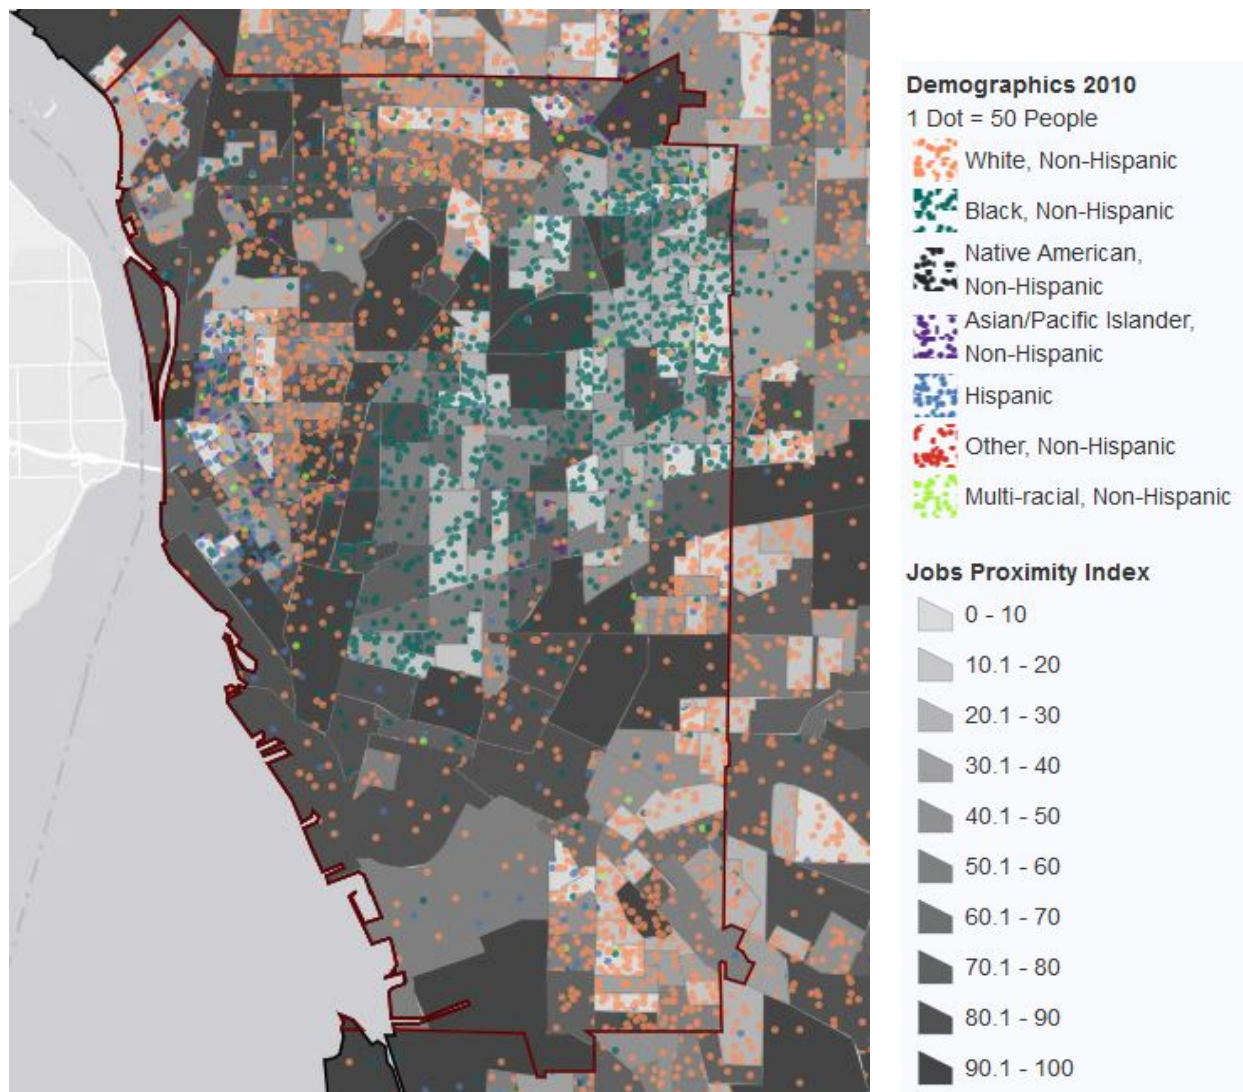 Demographics 2010
1 Dot = 50 People
White, Non-Hispanic
Black, Non-Hispanic
Native American,
Non-Hispanic
Asian/Pacific Islander,
Non-Hispanic
Hispanic
Other, Non-Hispanic
Multi-racial, Non-Hispanic
Jobs Proximity Index
0 - 10
10.1 - 20
20.1 - 30
30.1 - 40
40.1 - 50
50.1 - 60
60.1 - 70
70.1 - 80
80.1 - 90
90.1 - 100